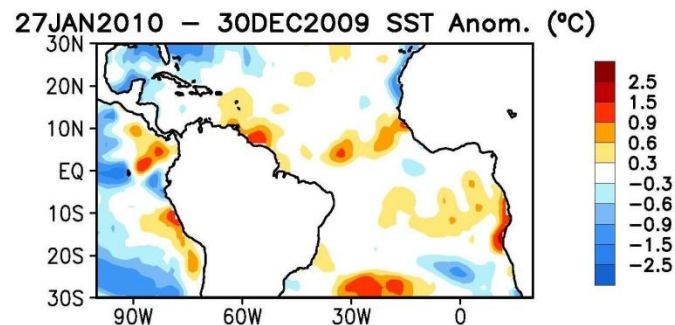 27JAN2010 – 30DEC2009 SST Anom. (ºC)
30N
20N
10N
EQ
10S
20S
30S
90W
60W
30W
0
2.5
1.5
0.9
0.6
0.3
−0.3
−0.6
−0.9
−1.5
−2.5